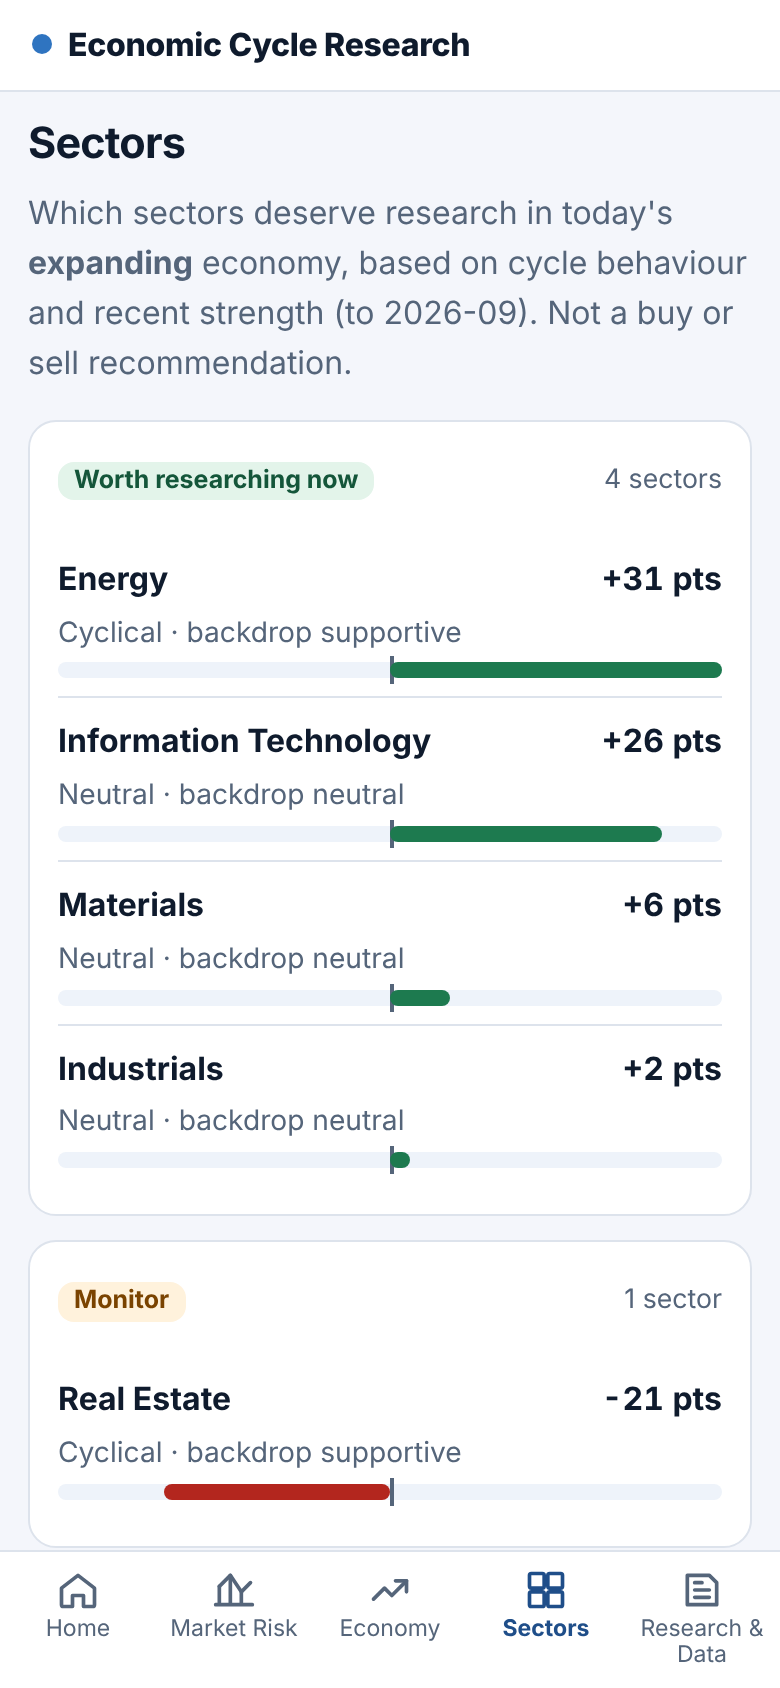 Economic Cycle Research
Sectors
Which sectors deserve research in today's
expanding economy, based on cycle behaviour
and recent strength (to 2026-09). Not a buy or
sell recommendation.
Worth researching now 4 sectors
Energy +31 pts
Cyclical · backdrop supportive
Information Technology +26 pts
Neutral · backdrop neutral
Materials +6 pts
Neutral · backdrop neutral
Industrials +2 pts
Neutral · backdrop neutral
Monitor 1 sector
Real Estate -21 pts
Cyclical · backdrop supportive
Home Market Risk Economy Sectors Research &
Data